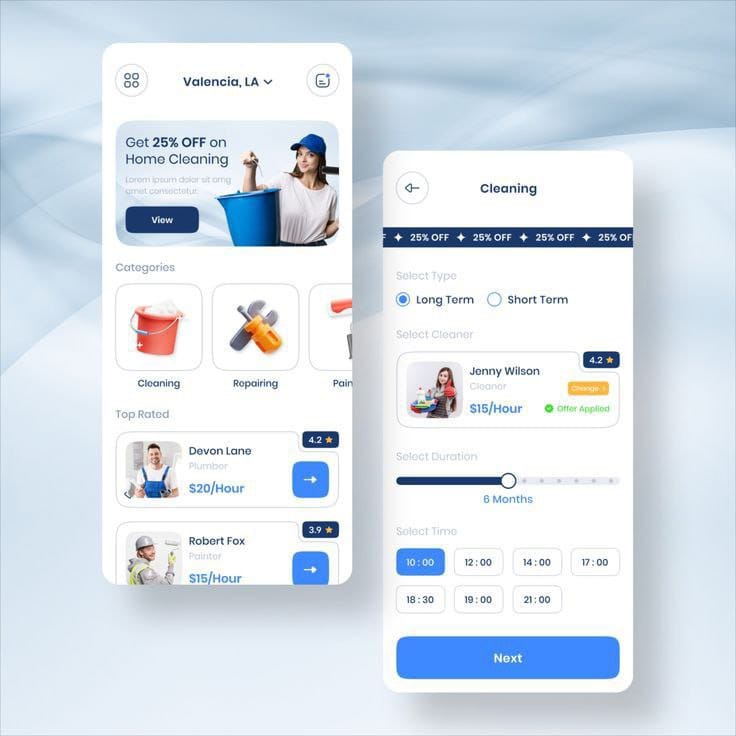 Valencia, LA
Get 25% OFF on
Home Cleaning
Lorem ipsum dolor sit amg
amet consectetur.
View
Categories
Cleaning
Repairing
Pain
Top Rated
4.2
Devon Lane
Plumber
$20/Hour
3.9
Robert Fox
Painter
$15/Hour
Cleaning
F 25% OFF 25% OFF 25% OFF 25% OF
Select Type
Long Term Short Term
Select Cleaner
4.2
Jenny Wilson
Cleaner
Change
$15/Hour
Offer Applied
Select Duration
6 Months
Select Time
10 : 00 12 : 00 14 : 00 17 : 00
18 : 30 19 : 00 21 : 00
Next